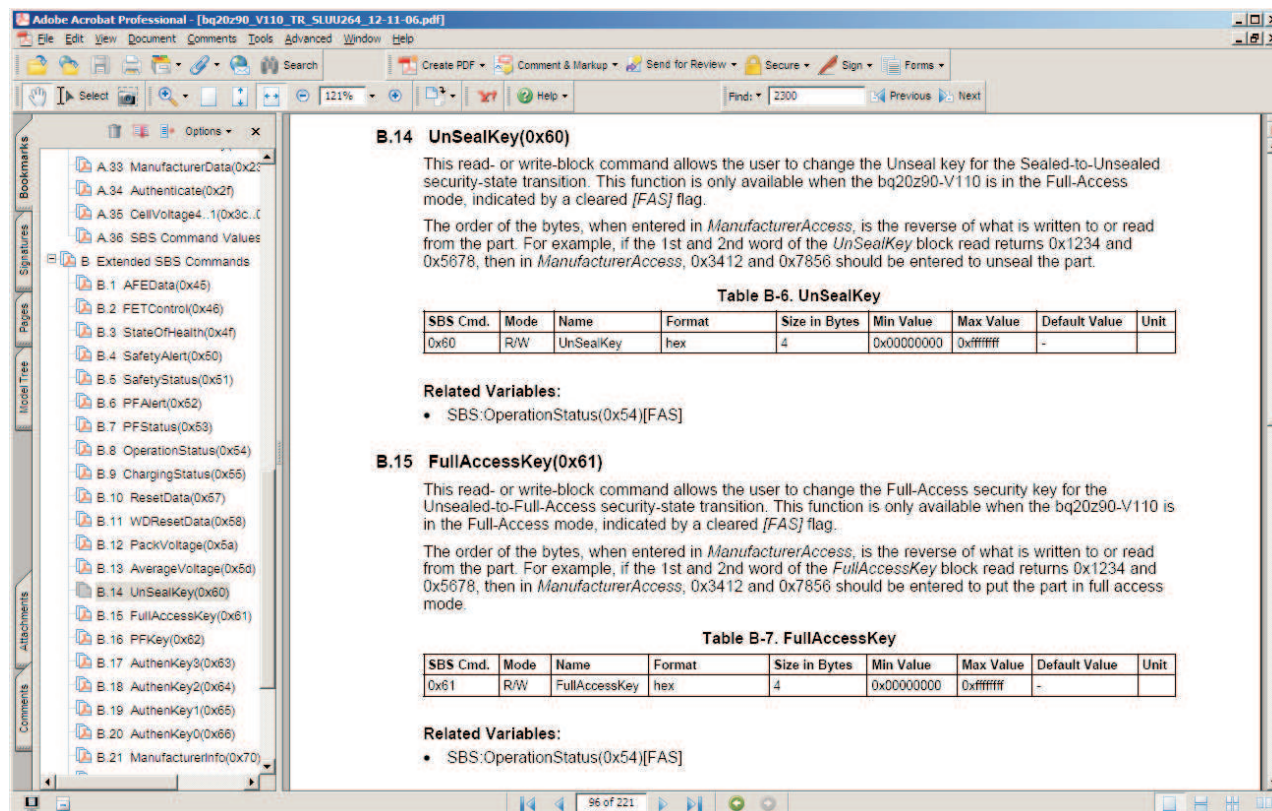 Adobe Acrobat Professional - [bq20z90_V110_TR_SLUU264_12-11-06.pdf]
File Edit View Document Comments Tools Advanced Window Help
Search Create PDF Comment & Markup Send for Review Secure Sign Forms
Select 121% Help Find: 2300 Previous Next
Bookmarks
Signatures
Pages
Model Tree
Attachments
Comments
Options
A.33 ManufacturerData(0x23
A.34 Authenticate(0x2f)
A.35 CellVoltage4..1(0x3c..
A.36 SBS Command Values
B Extended SBS Commands
B.1 AFEData(0x45)
B.2 FETControl(0x46)
B.3 StateOfHealth(0x4f)
B.4 SafetyAlert(0x50)
B.5 SafetyStatus(0x51)
B.6 PFAlert(0x52)
B.7 PFStatus(0x53)
B.8 OperationStatus(0x54)
B.9 ChargingStatus(0x55)
B.10 ResetData(0x57)
B.11 WDResetData(0x58)
B.12 PackVoltage(0x5a)
B.13 AverageVoltage(0x5d)
B.14 UnSealKey(0x60)
B.15 FullAccessKey(0x61)
B.16 PFKey(0x62)
B.17 AuthenKey3(0x63)
B.18 AuthenKey2(0x64)
B.19 AuthenKey1(0x65)
B.20 AuthenKey0(0x66)
B.21 ManufacturerInfo(0x70)
B.14 UnSealKey(0x60)
This read- or write-block command allows the user to change the Unseal key for the Sealed-to-Unsealed
security-state transition. This function is only available when the bq20z90-V110 is in the Full-Access
mode, indicated by a cleared [FAS] flag.
The order of the bytes, when entered in ManufacturerAccess, is the reverse of what is written to or read
from the part. For example, if the 1st and 2nd word of the UnSealKey block read returns 0x1234 and
0x5678, then in ManufacturerAccess, 0x3412 and 0x7856 should be entered to unseal the part.
Table B-6. UnSealKey
SBS Cmd. Mode Name Format Size in Bytes Min Value Max Value Default Value Unit
0x60 R/W UnSealKey hex 4 0x00000000 0xffffffff -
Related Variables:
• SBS:OperationStatus(0x54)[FAS]
B.15 FullAccessKey(0x61)
This read- or write-block command allows the user to change the Full-Access security key for the
Unsealed-to-Full-Access security-state transition. This function is only available when the bq20z90-V110 is
in the Full-Access mode, indicated by a cleared [FAS] flag.
The order of the bytes, when entered in ManufacturerAccess, is the reverse of what is written to or read
from the part. For example, if the 1st and 2nd word of the FullAccessKey block read returns 0x1234 and
0x5678, then in ManufacturerAccess, 0x3412 and 0x7856 should be entered to put the part in full access
mode.
Table B-7. FullAccessKey
SBS Cmd. Mode Name Format Size in Bytes Min Value Max Value Default Value Unit
0x61 R/W FullAccessKey hex 4 0x00000000 0xffffffff -
Related Variables:
• SBS:OperationStatus(0x54)[FAS]
96 of 221